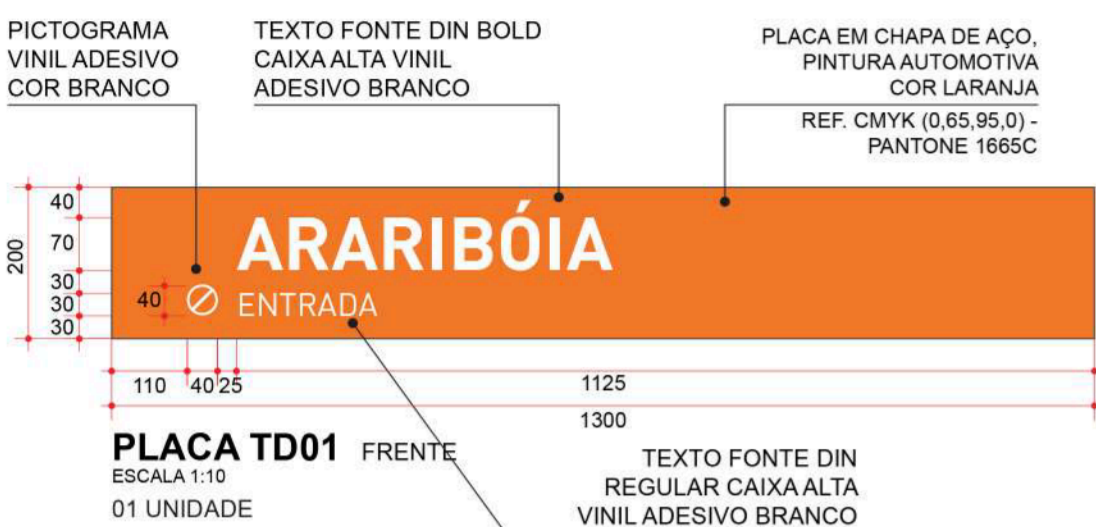 PICTOGRAMA
VINIL ADESIVO
COR BRANCO
TEXTO FONTE DIN BOLD
CAIXA ALTA VINIL
ADESIVO BRANCO
PLACA EM CHAPA DE AÇO,
PINTURA AUTOMOTIVA
COR LARANJA
REF. CMYK (0,65,95,0) -
PANTONE 1665C
200
40
70
30
30
30
ARARIBÓIA
40
ENTRADA
110
40
25
1125
1300
PLACA TD01 FRENTE
ESCALA 1:10
01 UNIDADE
TEXTO FONTE DIN
REGULAR CAIXA ALTA
VINIL ADESIVO BRANCO